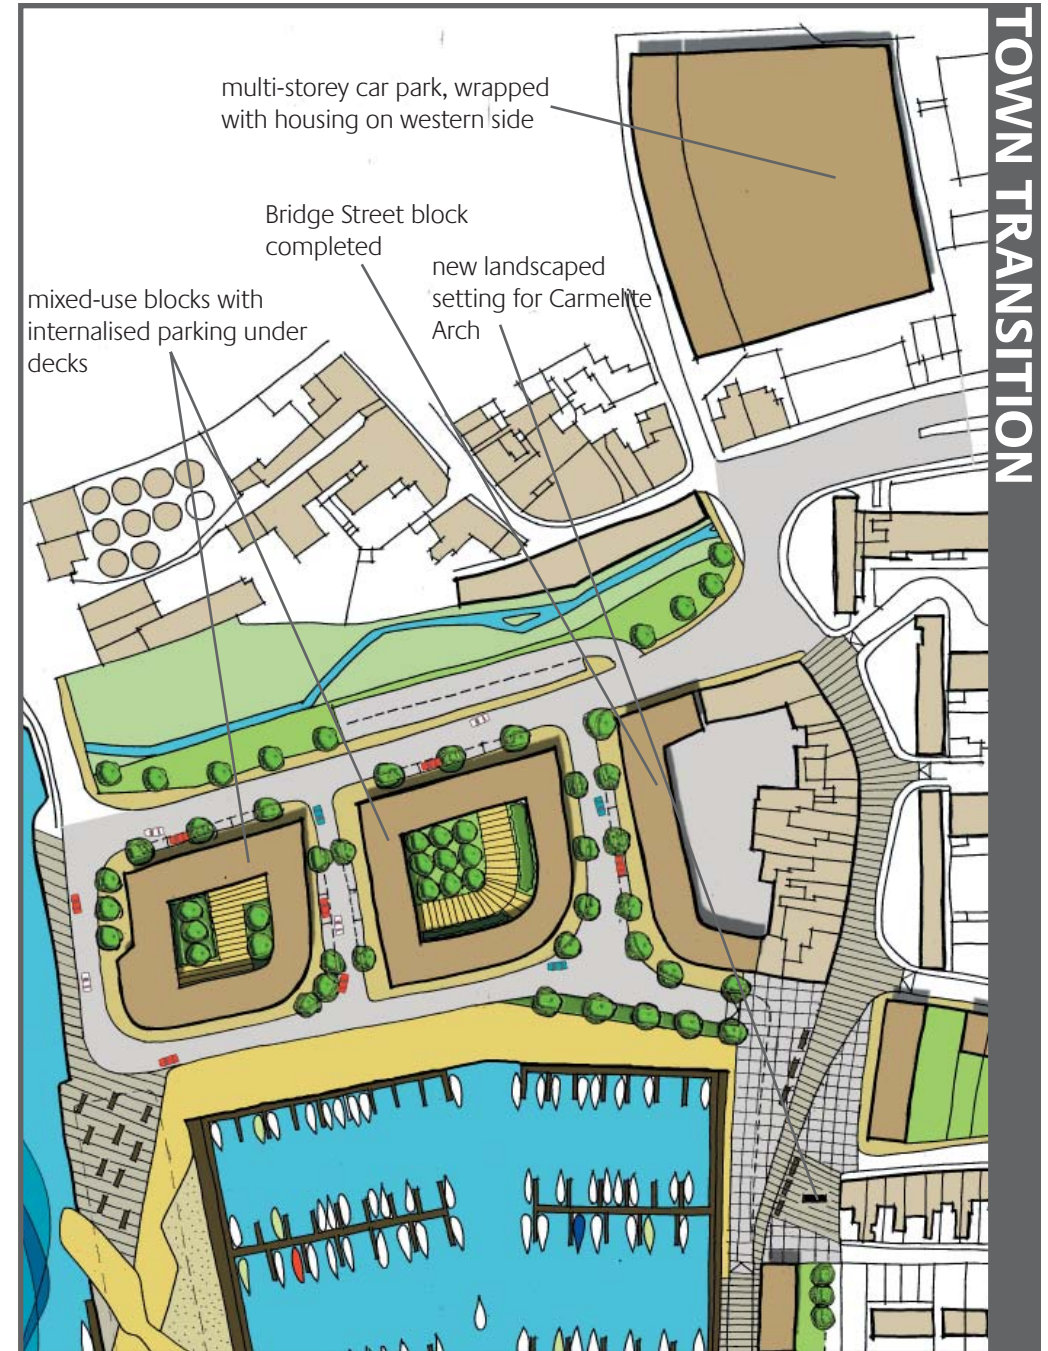 multi-storey car park, wrapped
with housing on western side
Bridge Street block
completed
new landscaped
setting for Carmelite
Arch
mixed-use blocks with
internalised parking under
decks
TOWN TRANSITION